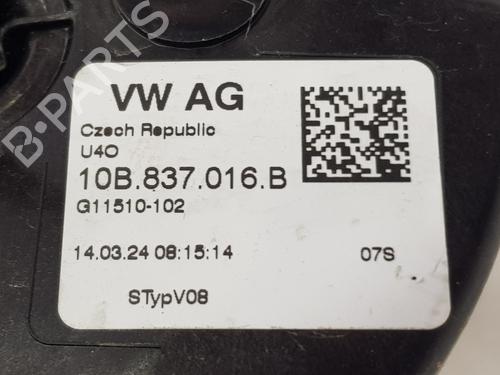 VW AG
Czech Republic
U4O
10B.837.016.B
G11510-102
14.03.24 08:15:14 07S
STypV08
B-PARTS